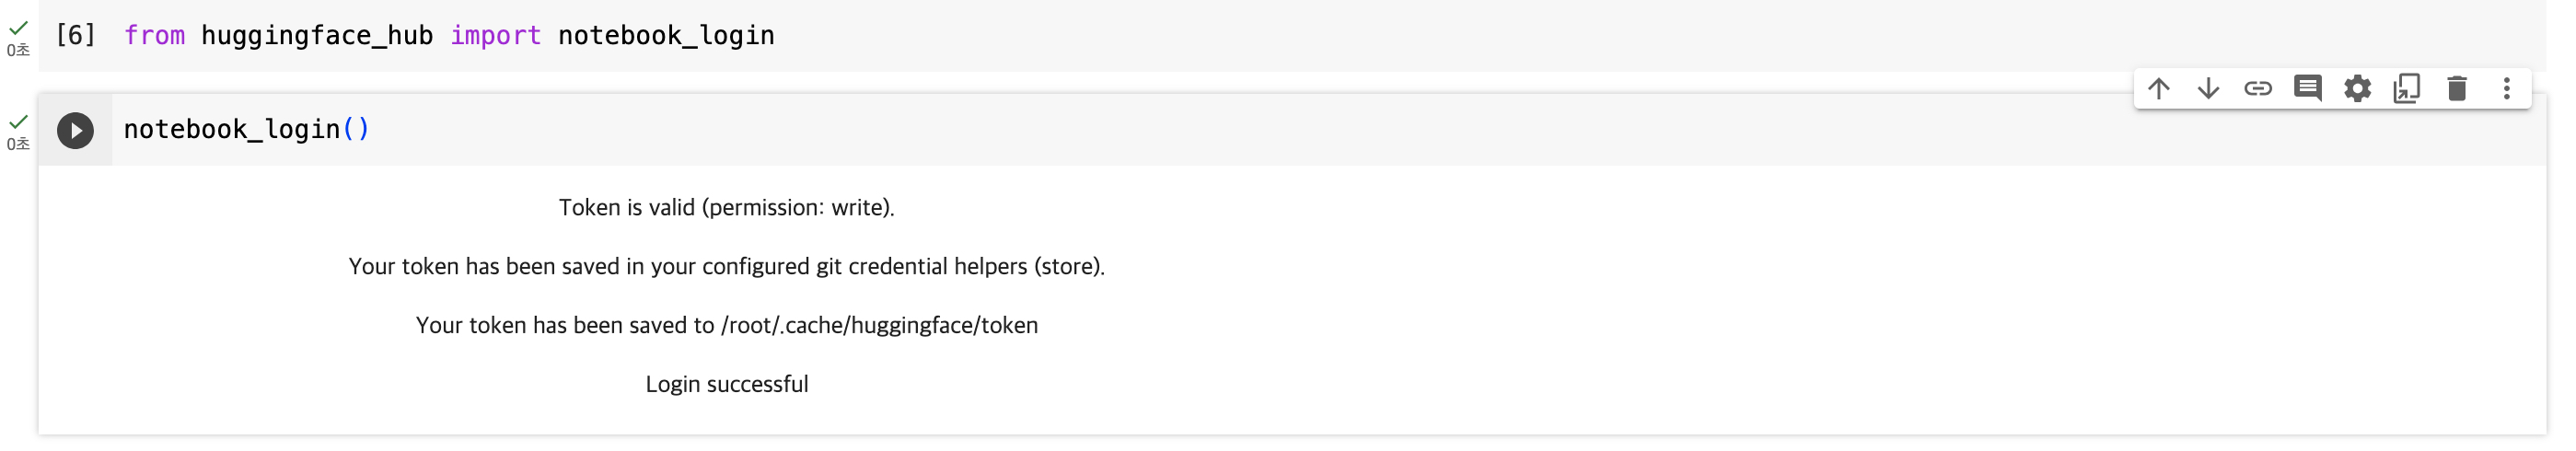 0초
[6] from huggingface_hub import notebook_login
0초
notebook_login()
Token is valid (permission: write).
Your token has been saved in your configured git credential helpers (store).
Your token has been saved to /root/.cache/huggingface/token
Login successful